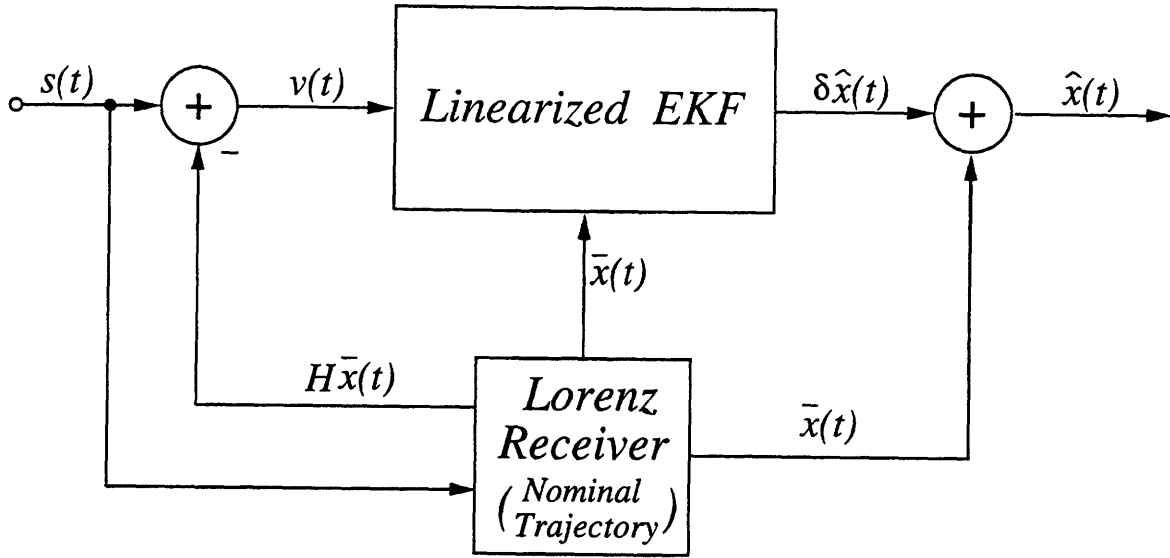 s(t)
+
−
v(t)
Linearized EKF
δx̂(t)
+
x̂(t)
x̄(t)
Hx̄(t)
Lorenz
Receiver
(Nominal
Trajectory)
x̄(t)